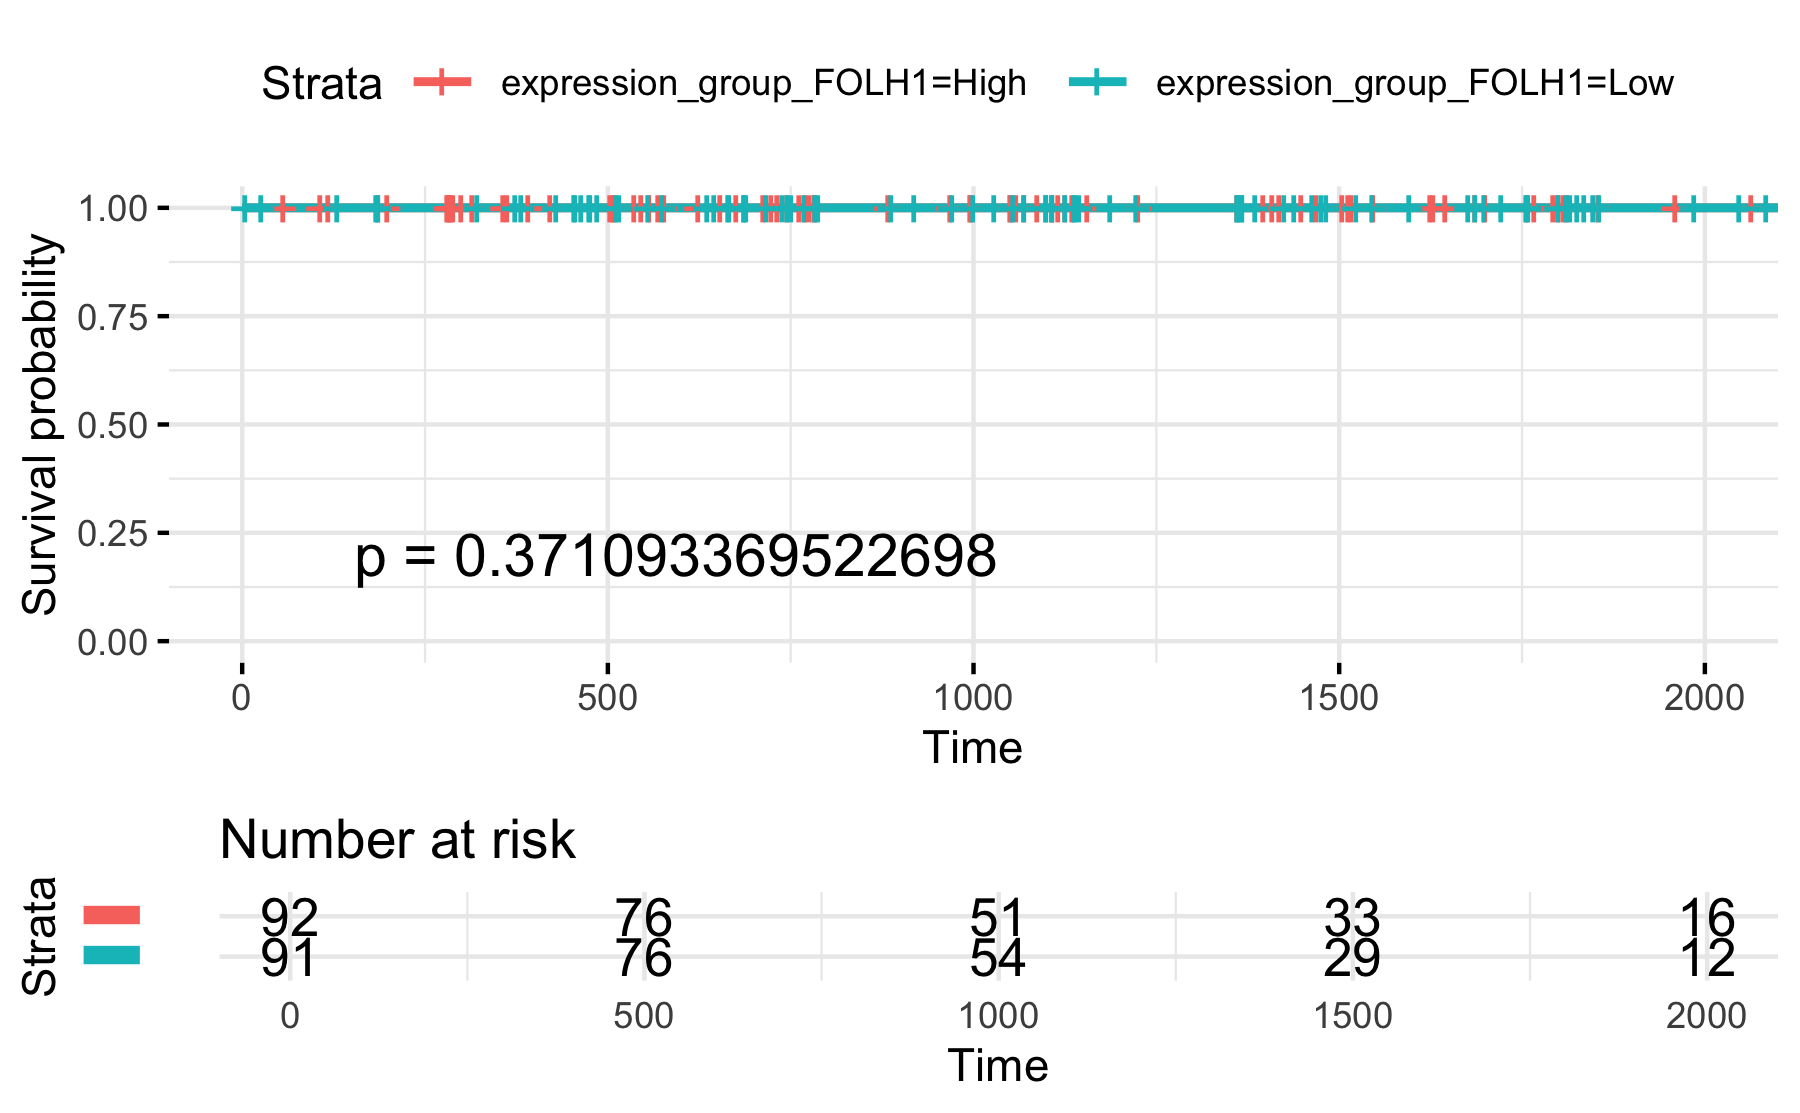 Strata expression_group_FOLH1=High expression_group_FOLH1=Low
1.00
0.75
0.50
0.25
0.00
Survival probability
p = 0.371093369522698
0 500 1000 1500 2000
Time
Number at risk
Strata
92 76 51 33 16
91 76 54 29 12
0 500 1000 1500 2000
Time